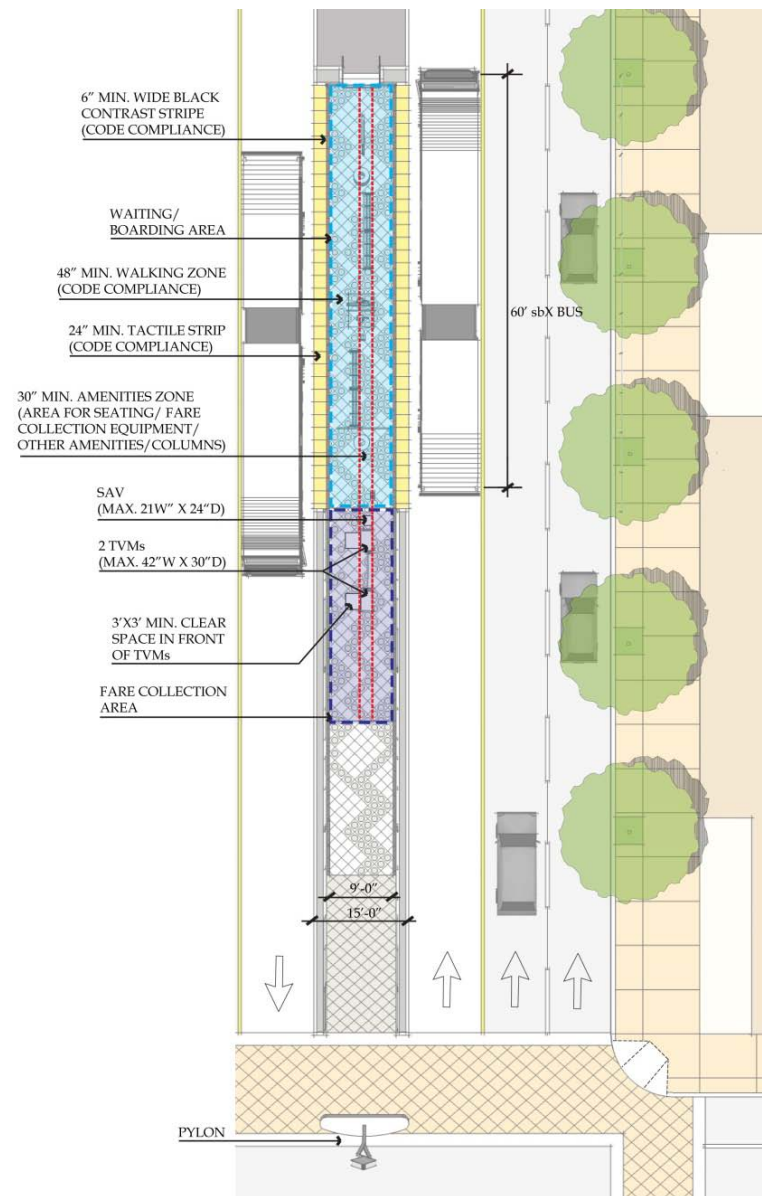 6" MIN. WIDE BLACK
CONTRAST STRIPE
(CODE COMPLIANCE)
WAITING/
BOARDING AREA
48" MIN. WALKING ZONE
(CODE COMPLIANCE)
24" MIN. TACTILE STRIP
(CODE COMPLIANCE)
30" MIN. AMENITIES ZONE
(AREA FOR SEATING/ FARE
COLLECTION EQUIPMENT/
OTHER AMENITIES/COLUMNS)
SAV
(MAX. 21W" X 24"D)
2 TVMs
(MAX. 42"W X 30"D)
3'X3' MIN. CLEAR
SPACE IN FRONT
OF TVMs
FARE COLLECTION
AREA
60' sbX BUS
9'-0"
15'-0"
PYLON